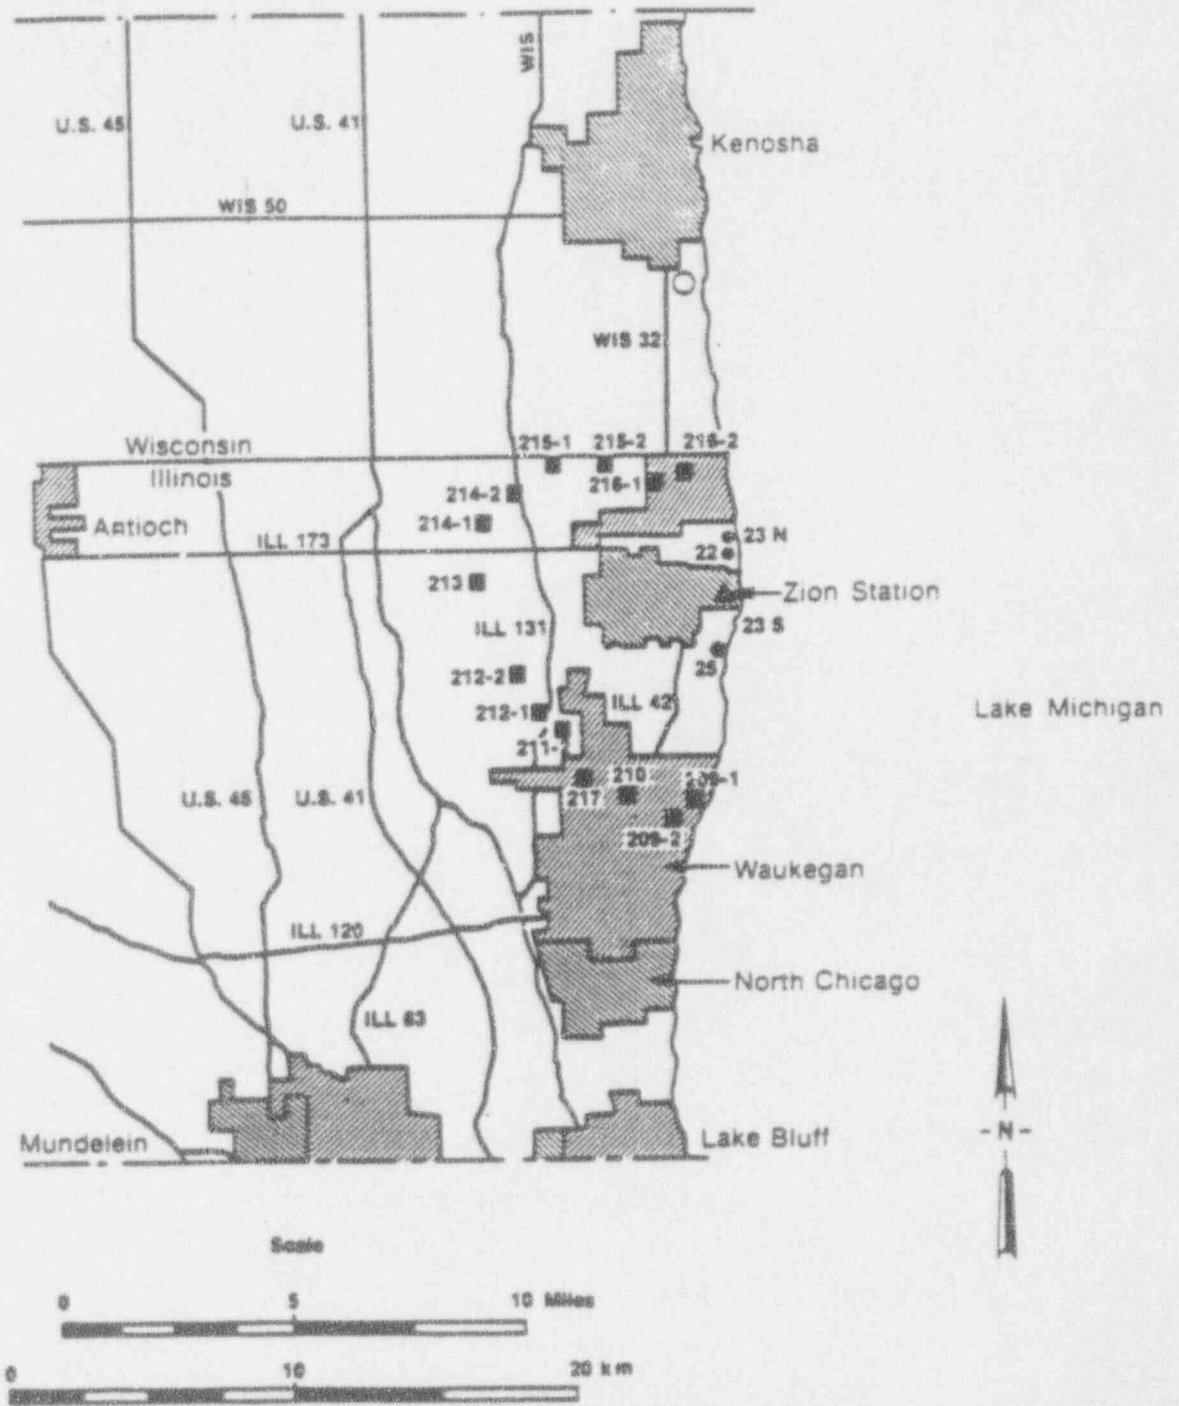 WIS
U.S. 45
U.S. 41
Kenosha
WIS 50
WIS 32
Wisconsin
215-1
215-2
216-2
Illinois
214-2
216-1
Antioch
214-1
23 N
ILL 173
22
213
Zion Station
ILL 131
23 S
25
212-2
ILL 42
Lake Michigan
212-1
U.S. 45
U.S. 41
217
210
209-2
Waukegan
ILL 120
North Chicago
ILL 63
Mundelein
Lake Bluff
- N -
Scale
0
5
10 Miles
0
10
20 km